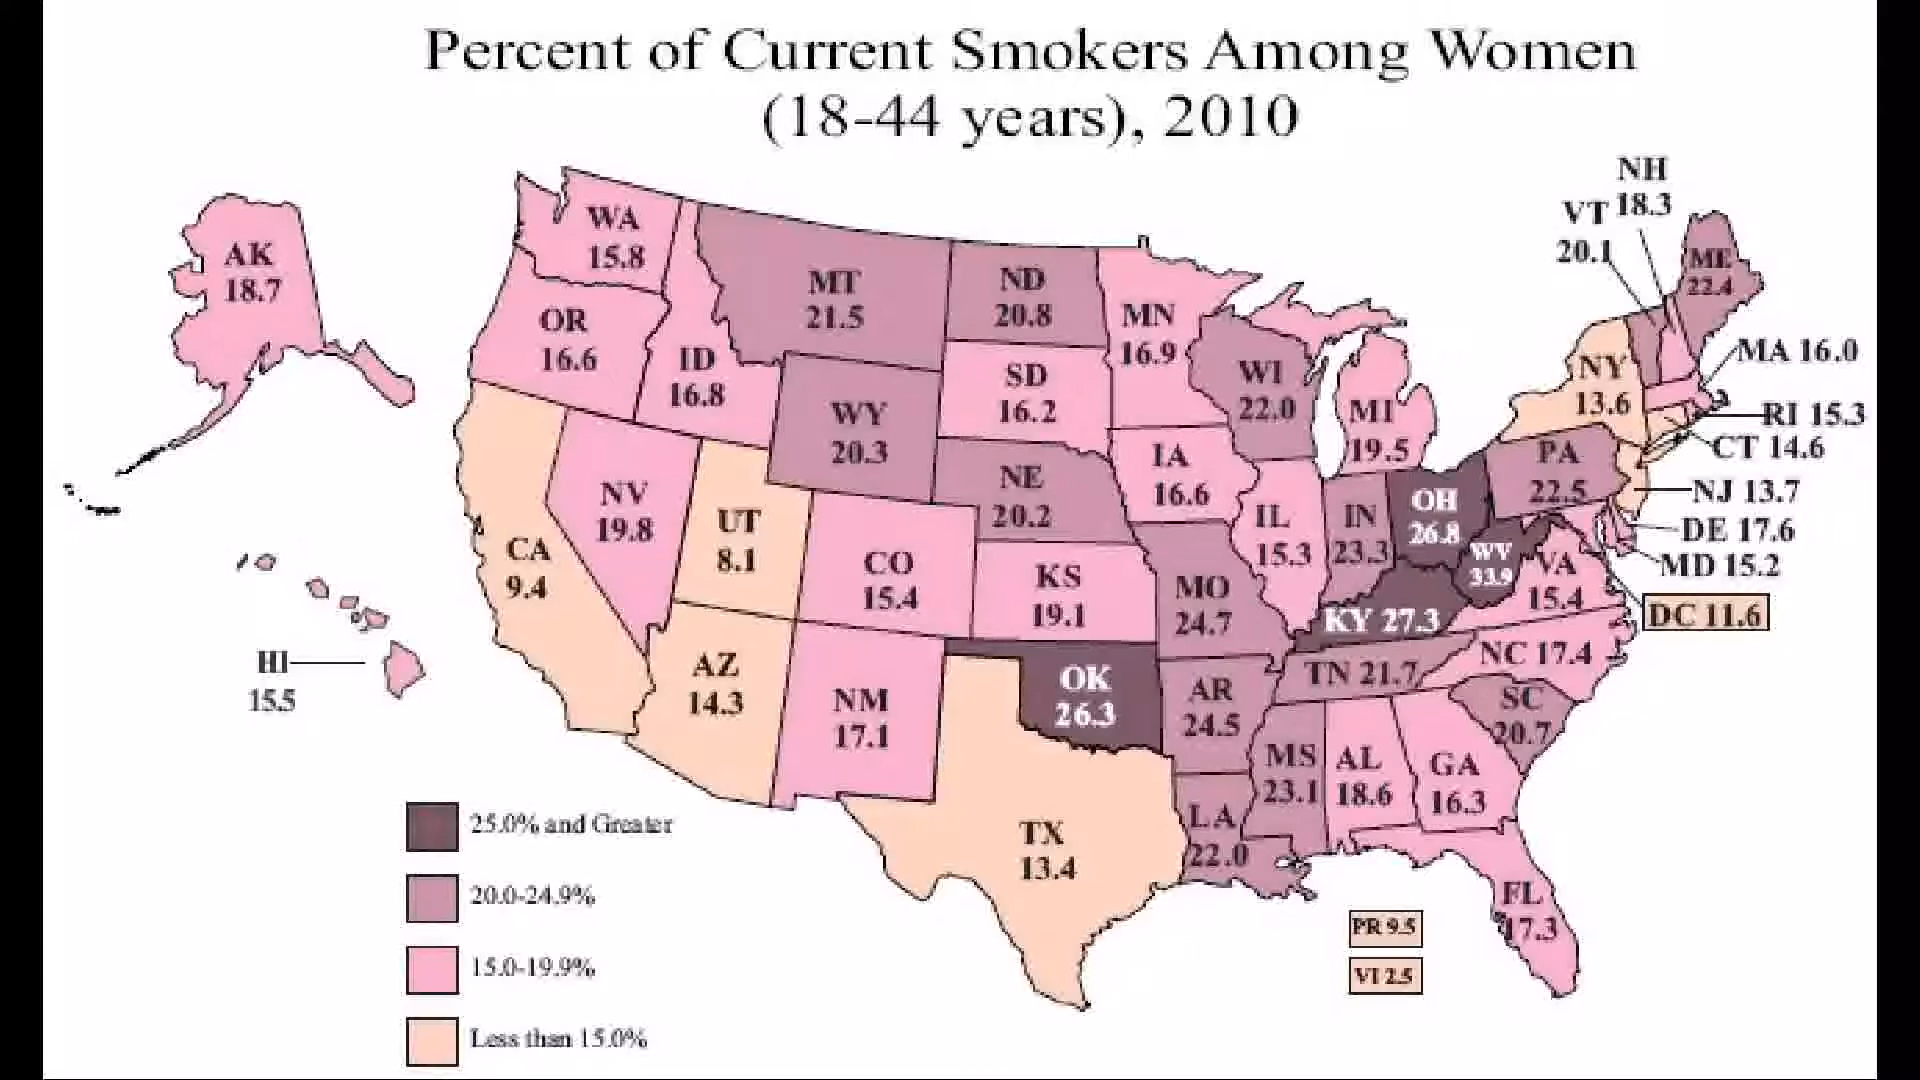 Percent of Current Smokers Among Women
(18-44 years), 2010
NH
18.3
VT
20.1
ME
22.4
AK
18.7
WA
15.8
MT
21.5
ND
20.8
MN
16.9
OR
16.6
ID
16.8
SD
16.2
WI
22.0
MI
19.5
NY
13.6
MA 16.0
RI 15.3
CT 14.6
WY
20.3
NE
20.2
IA
16.6
PA
22.5
NJ 13.7
DE 17.6
MD 15.2
DC 11.6
NV
19.8
UT
8.1
CA
9.4
CO
15.4
KS
19.1
MO
24.7
IL
15.3
IN
23.3
OH
26.8
WV
33.9
VA
15.4
KY 27.3
HI
15.5
AZ
14.3
NM
17.1
OK
26.3
AR
24.5
TN 21.7
NC 17.4
SC
20.7
MS
23.1
AL
18.6
GA
16.3
TX
13.4
LA
22.0
FL
17.3
PR 9.5
VI 2.5
25.0% and Greater
20.0-24.9%
15.0-19.9%
Less than 15.0%